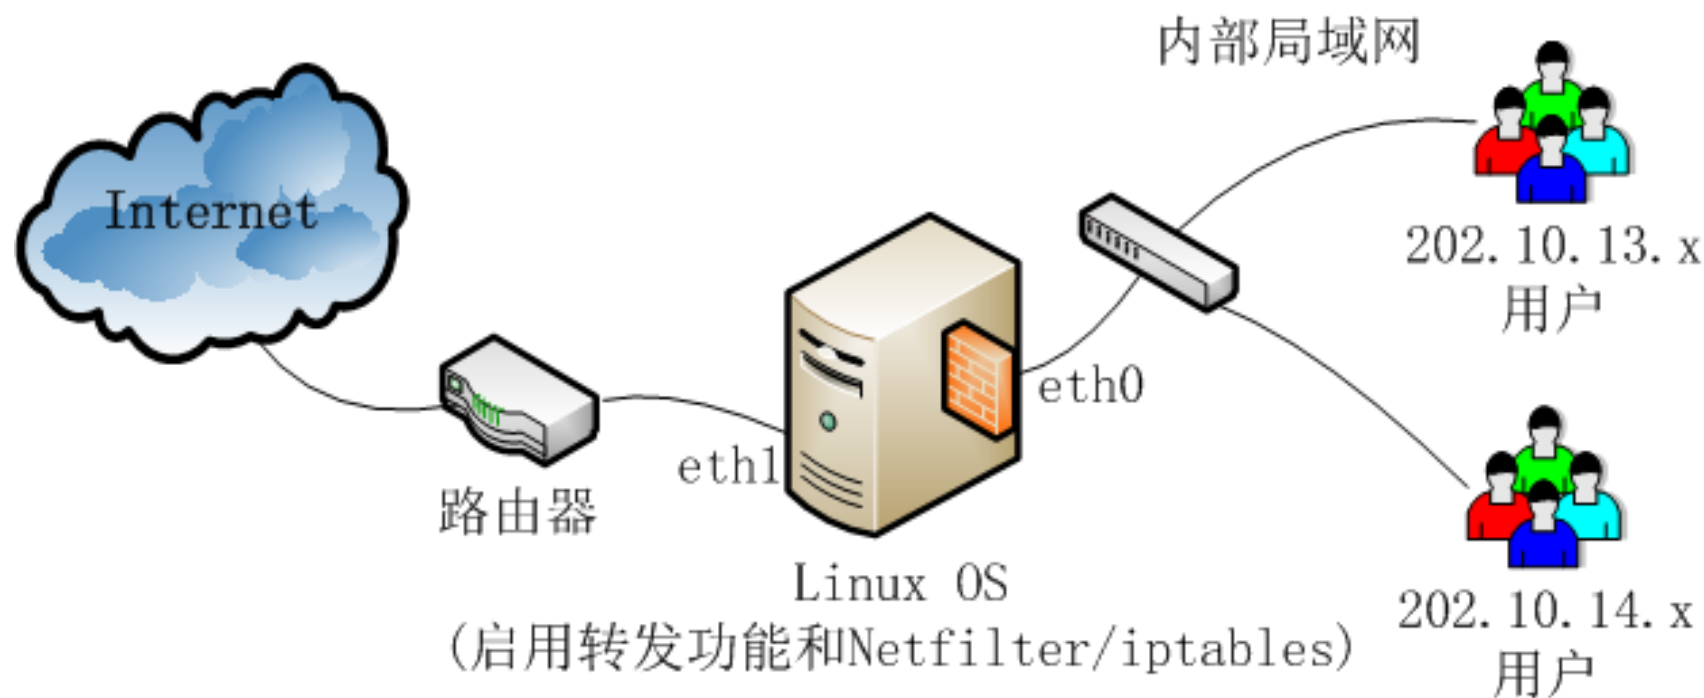 内部局域网
Internet
202.10.13.x
用户
eth0
eth1
路由器
Linux OS
(启用转发功能和Netfilter/iptables)
202.10.14.x
用户